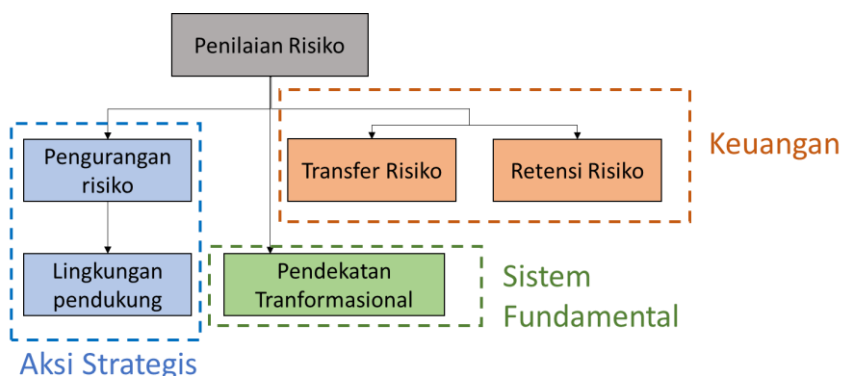 Penilaian Risiko
Pengurangan
risiko
Transfer Risiko
Retensi Risiko
Keuangan
Lingkungan
pendukung
Pendekatan
Tranformasional
Sistem
Fundamental
Aksi Strategis